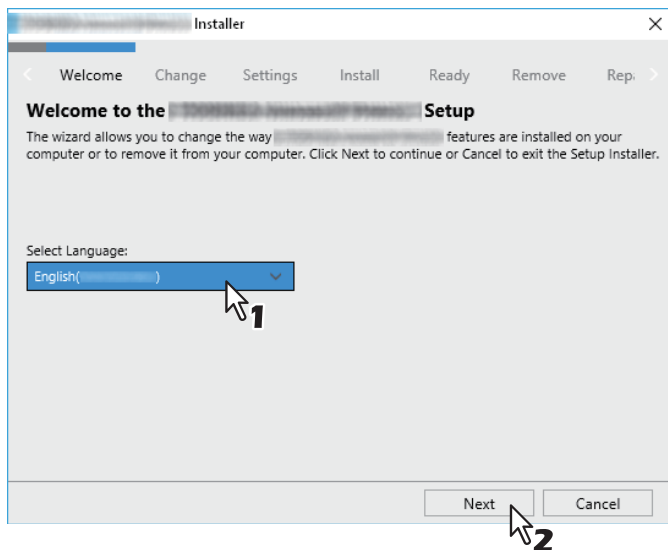 Installer
Welcome Change Settings Install Ready Remove Rep
Welcome to the Setup
The wizard allows you to change the way features are installed on your
computer or to remove it from your computer. Click Next to continue or Cancel to exit the Setup Installer.
Select Language:
English( )
1
Next Cancel
2